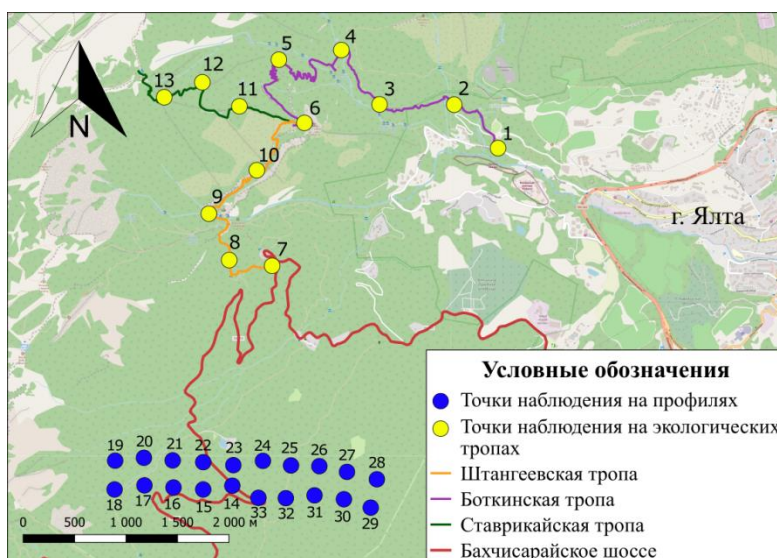 4
5
12
13
11
3
2
6
1
10
9
г. Ялта
8
7
N
Условные обозначения
Точки наблюдения на профилях
Точки наблюдения на экологических тропах
Штангеевская тропа
Боткинская тропа
Ставрикайская тропа
Бахчисарайское шоссе
19 20 21 22 23 24 25 26 27 28
18 17 16 15 14 33 32 31 30 29
0 500 1 000 1 500 2 000 м